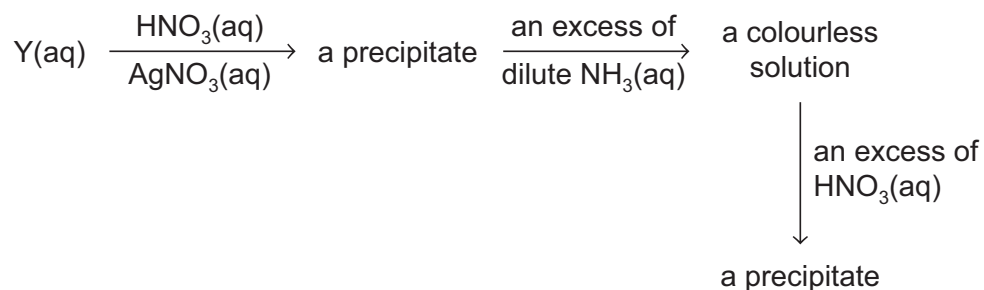 Y(aq)
HNO₃(aq)
AgNO₃(aq)
a precipitate
an excess of
dilute NH₃(aq)
a colourless
solution
an excess of
HNO₃(aq)
a precipitate